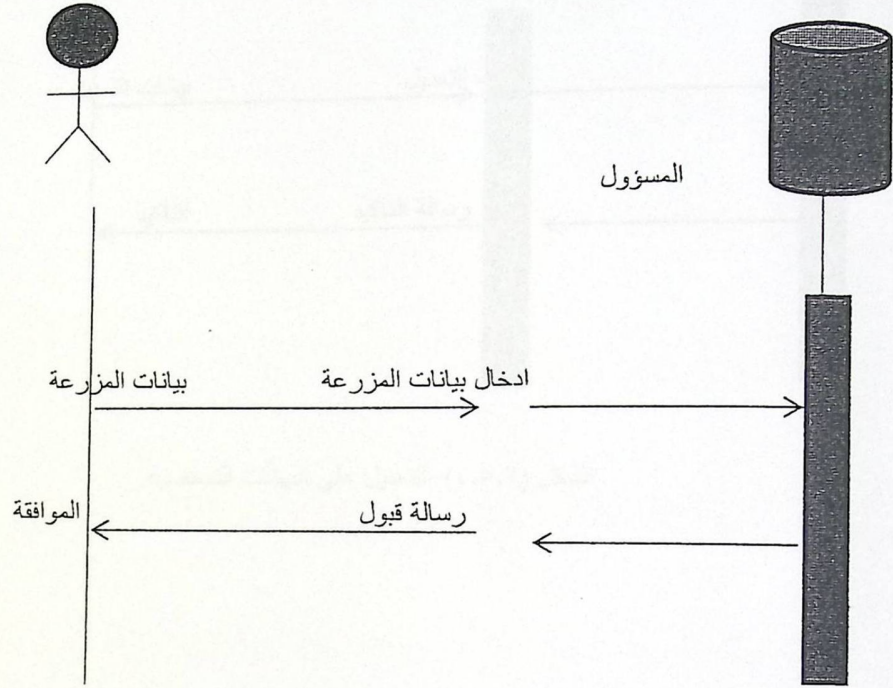 المسؤول
ادخال بيانات المزرعة
بيانات المزرعة
رسالة قبول
الموافقة